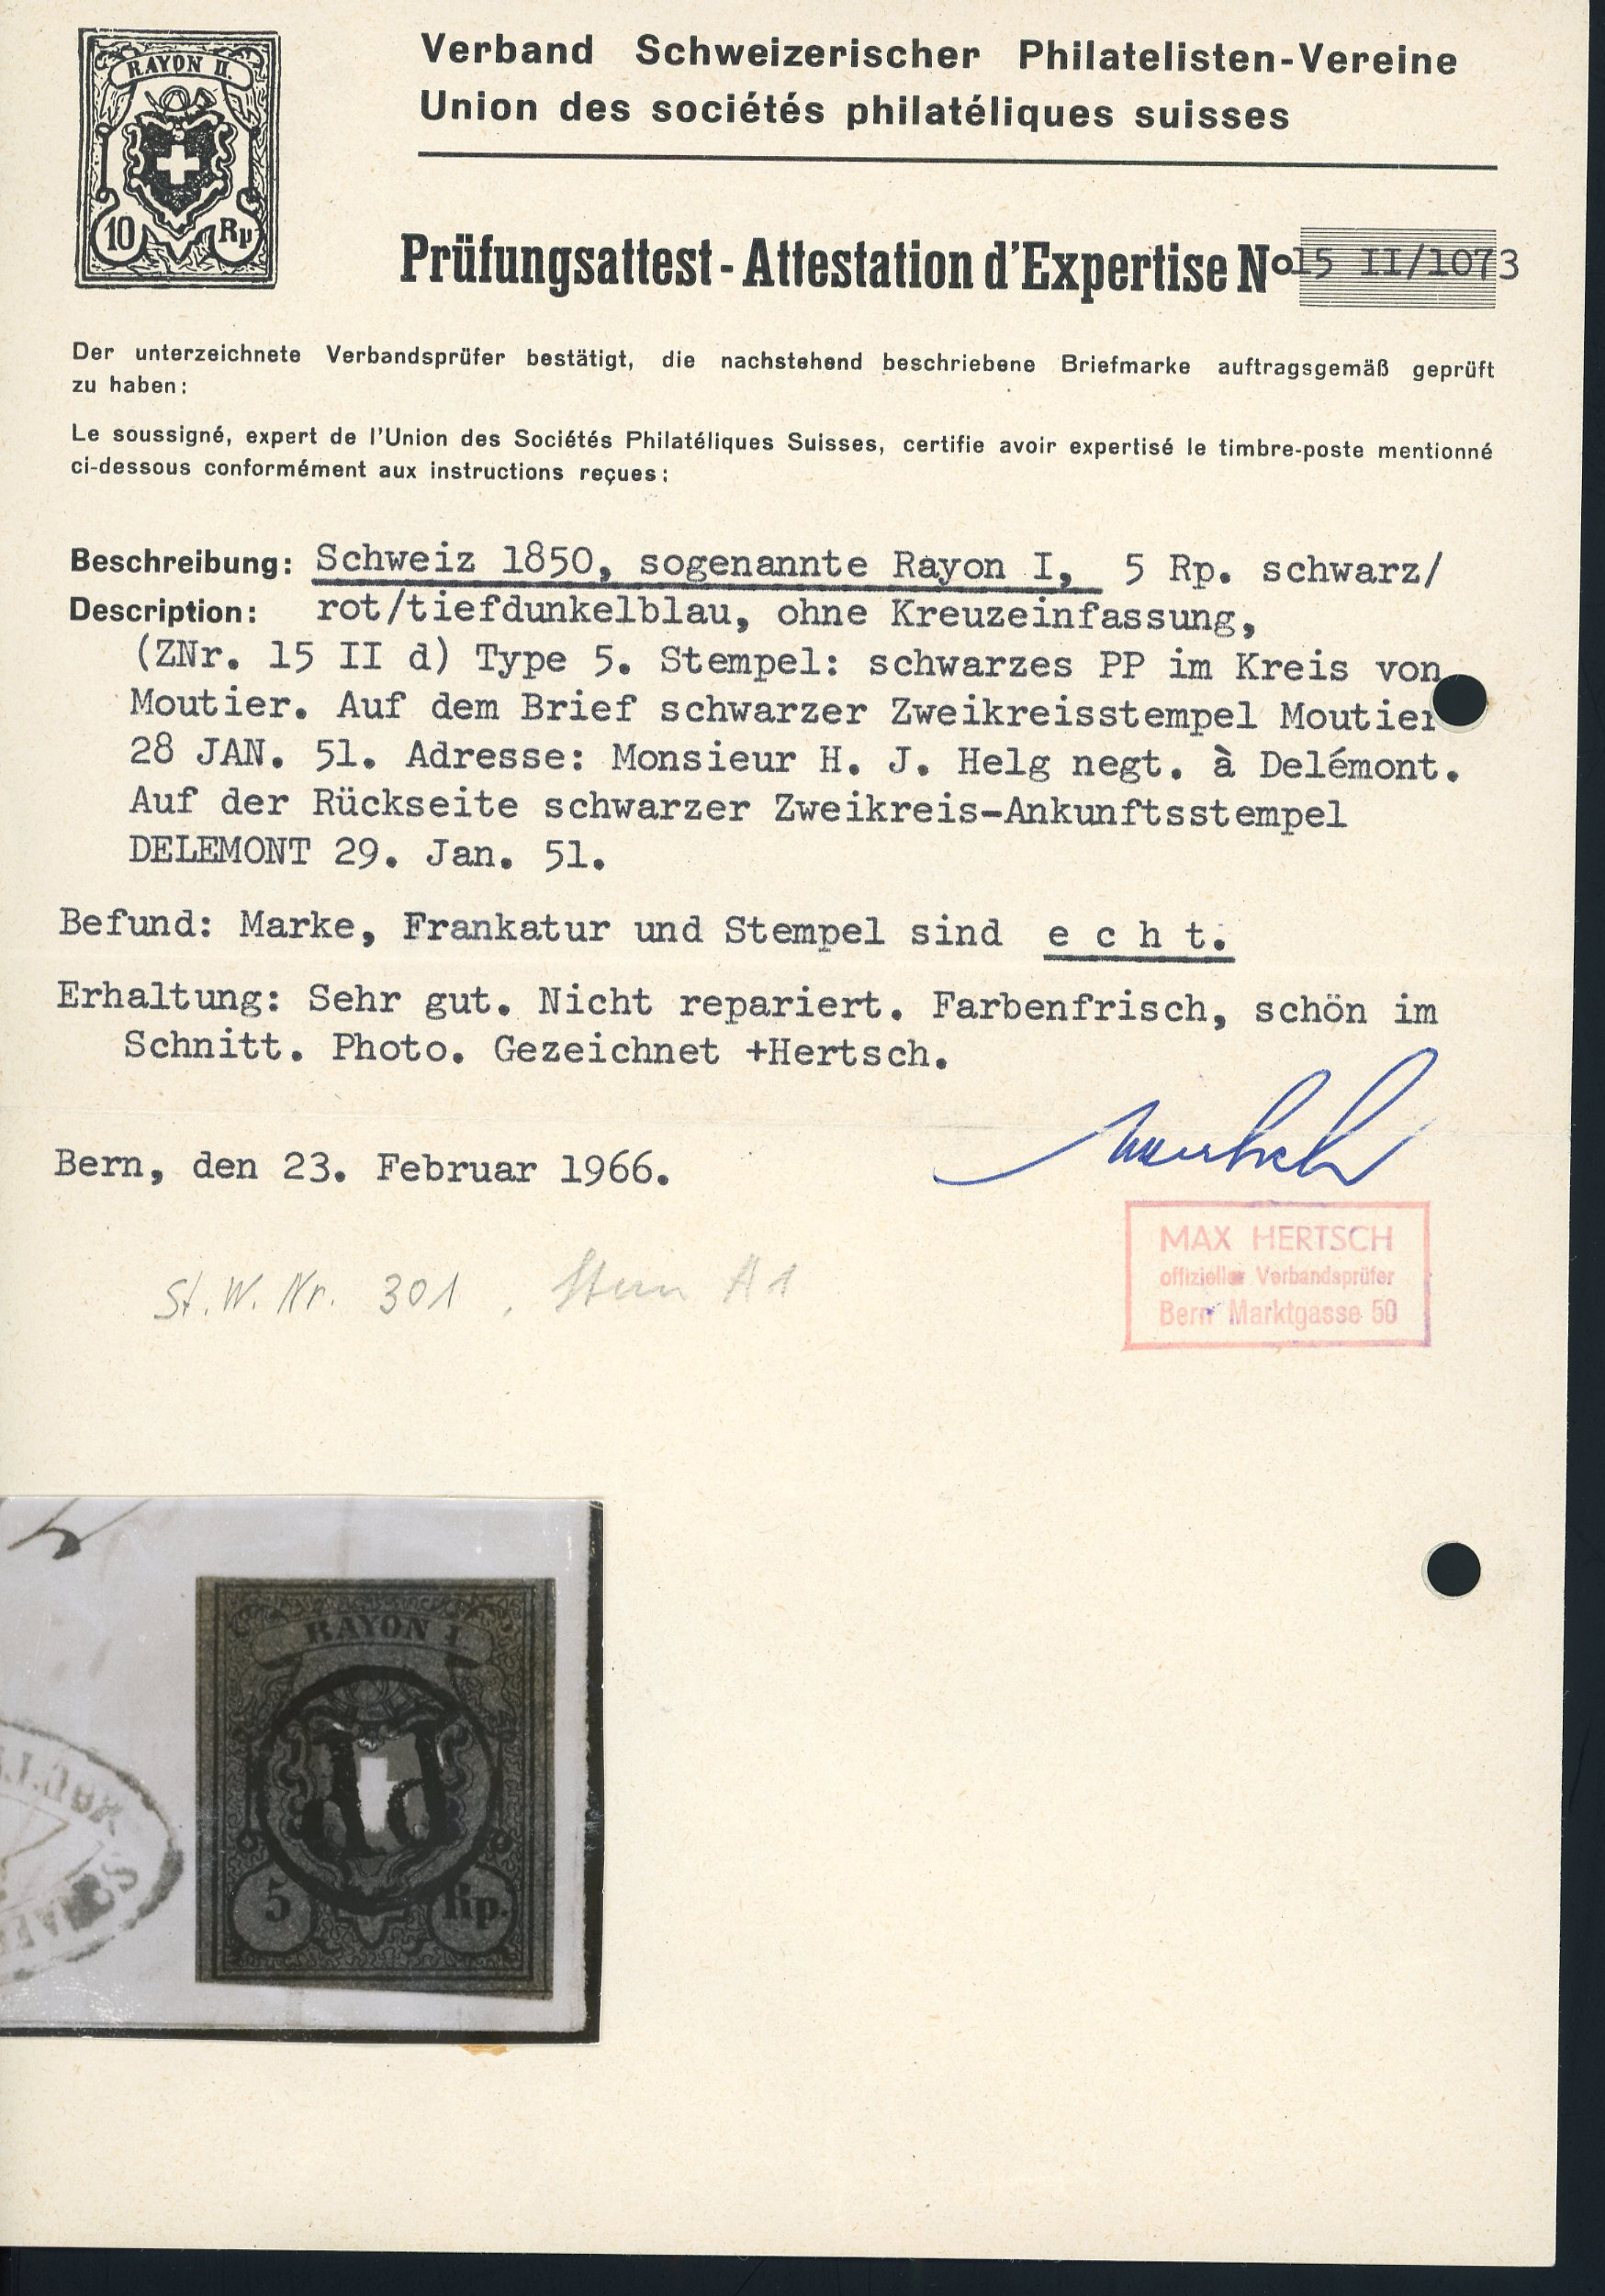 RAYON II.
10 Rp
Verband Schweizerischer Philatelisten-Vereine
Union des sociétés philatéliques suisses
Prüfungsattest - Attestation d'Expertise No 15 II/1073
Der unterzeichnete Verbandsprüfer bestätigt, die nachstehend beschriebene Briefmarke auftragsgemäß geprüft
zu haben:
Le soussigné, expert de l'Union des Sociétés Philatéliques Suisses, certifie avoir expertisé le timbre-poste mentionné
ci-dessous conformément aux instructions reçues:
Beschreibung: Schweiz 1850, sogenannte Rayon I, 5 Rp. schwarz/
Description: rot/tiefdunkelblau, ohne Kreuzeinfassung,
(ZNr. 15 II d) Type 5. Stempel: schwarzes PP im Kreis von
Moutier. Auf dem Brief schwarzer Zweikreisstempel Moutier
28 JAN. 51. Adresse: Monsieur H. J. Helg negt. à Delémont.
Auf der Rückseite schwarzer Zweikreis-Ankunftsstempel
DELEMONT 29. Jan. 51.
Befund: Marke, Frankatur und Stempel sind e c h t.
Erhaltung: Sehr gut. Nicht repariert. Farbenfrisch, schön im
Schnitt. Photo. Gezeichnet +Hertsch.
Bern, den 23. Februar 1966.
MAX HERTSCH
offizieller Verbandsprüfer
Bern Marktgasse 50
St. W. Nr. 301, Stein A1
RAYON I.
5 Rp.